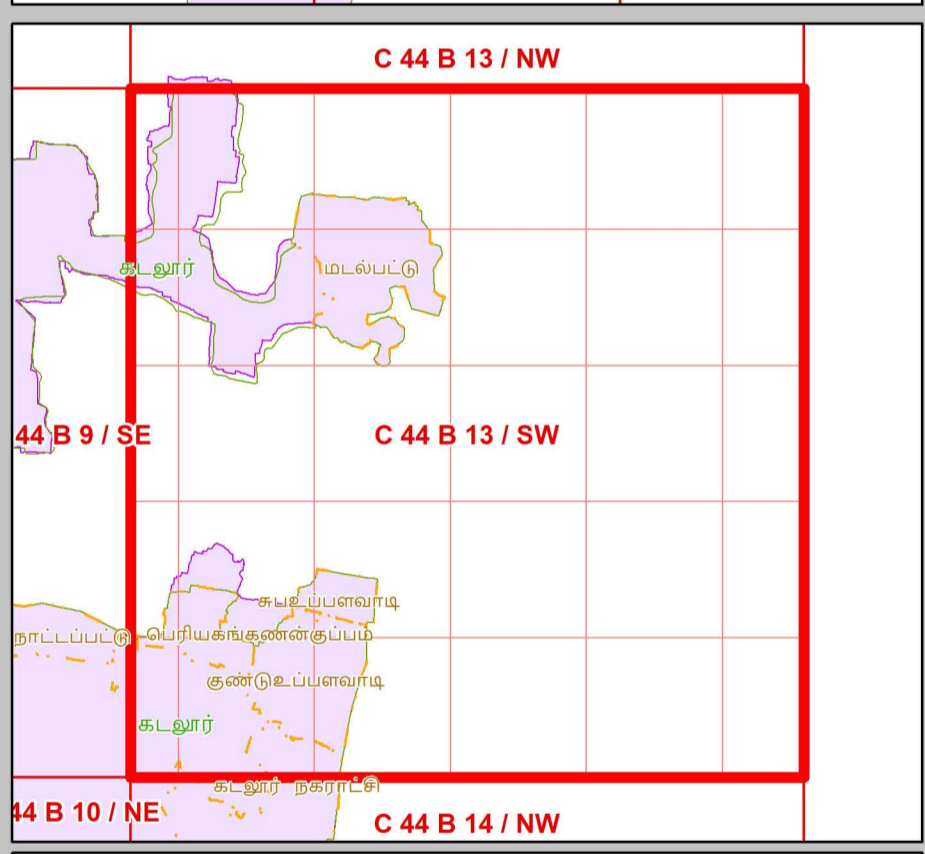 C 44 B 13 / NW
கடலூர்
மடல்பட்டு
44 B 9 / SE
C 44 B 13 / SW
சுபஉப்பளவாடி
நாட்டப்பட்டு
பெரியகங்கணன்குப்பம்
குண்டுஉப்பளவாடி
கடலூர்
கடலூர் நகராட்சி
44 B 10 / NE
C 44 B 14 / NW